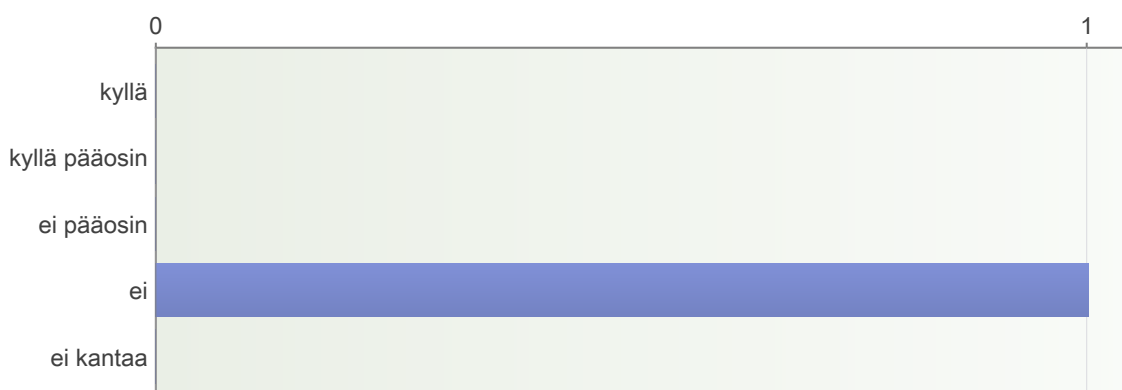 0 1
kyllä
kyllä pääosin
ei pääosin
ei
ei kantaa